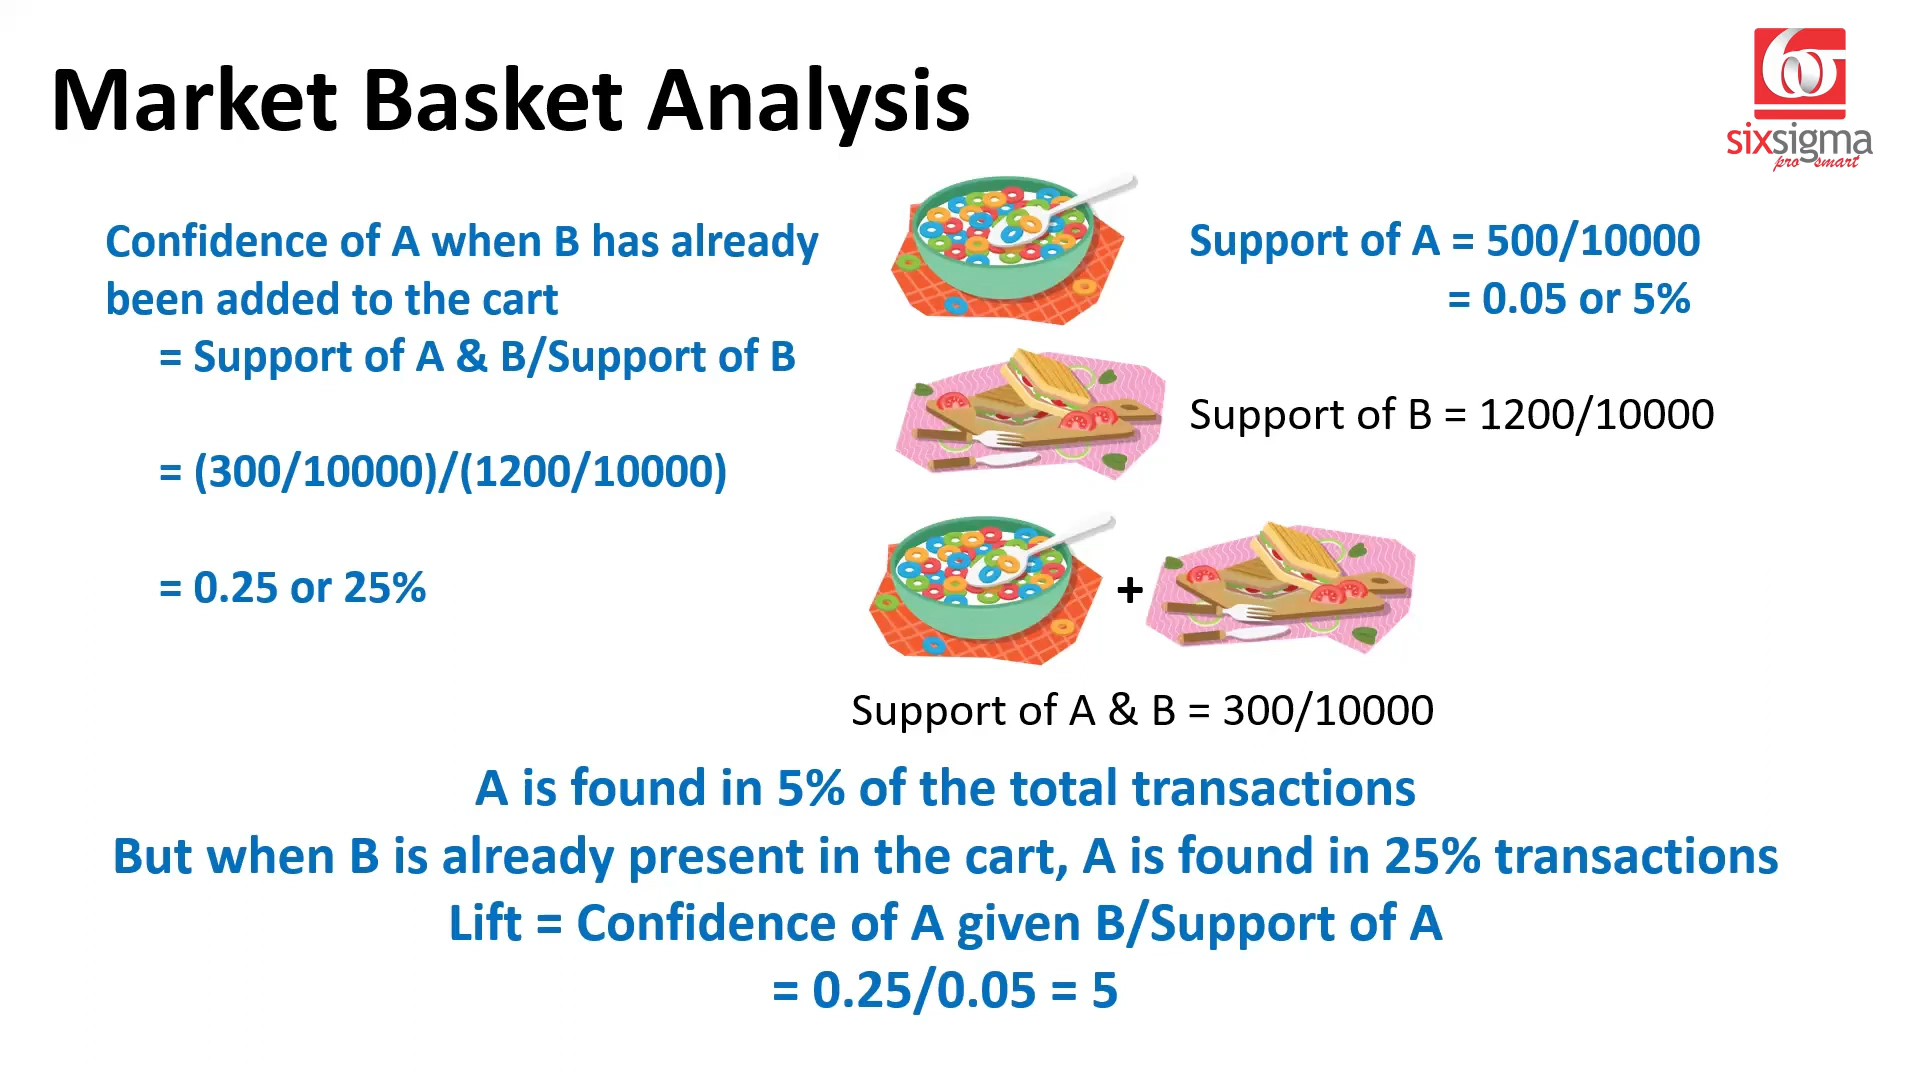 Market Basket Analysis
sixsigma
pro smart
Confidence of A when B has already
been added to the cart
= Support of A & B/Support of B
= (300/10000)/(1200/10000)
= 0.25 or 25%
Support of A = 500/10000
= 0.05 or 5%
Support of B = 1200/10000
+
Support of A & B = 300/10000
A is found in 5% of the total transactions
But when B is already present in the cart, A is found in 25% transactions
Lift = Confidence of A given B/Support of A
= 0.25/0.05 = 5